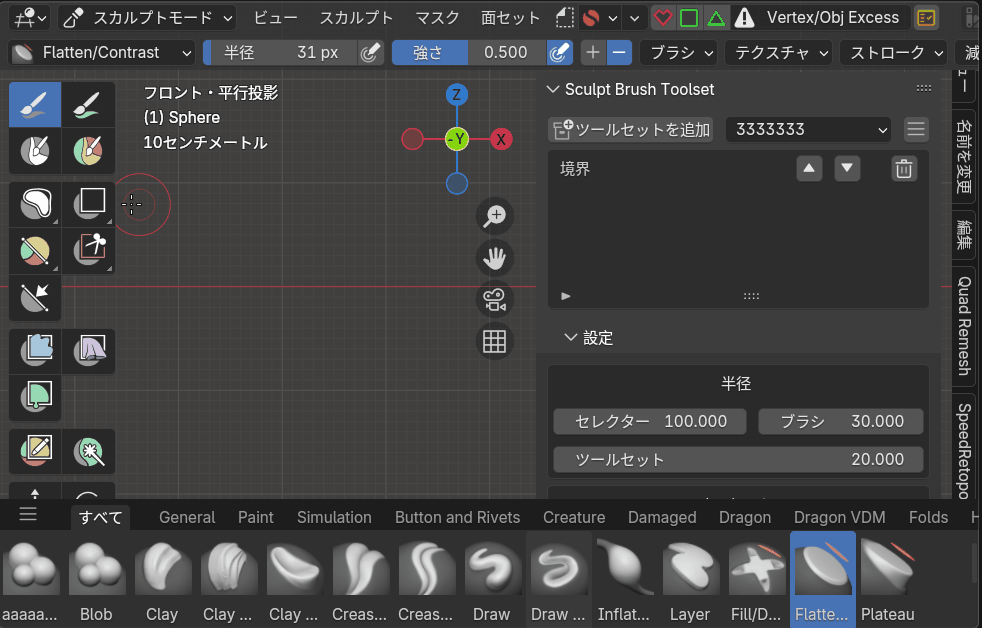 スカルプトモード ビュー スカルプト マスク 面セット Vertex/Obj Excess
Flatten/Contrast 半径 31 px 強さ 0.500 ブラシ テクスチャ ストローク 減
フロント・平行投影
(1) Sphere
10センチメートル
Z
-Y
X
Sculpt Brush Toolset
ツールセットを追加 3333333
境界
設定
半径
セレクター 100.000 ブラシ 30.000
ツールセット 20.000
名前を変更
編集
Quad Remesh
SpeedRetopo
すべて General Paint Simulation Button and Rivets Creature Damaged Dragon Dragon VDM Folds H
aaaaa... Blob Clay Clay ... Clay ... Creas... Creas... Draw Draw ... Inflat... Layer Fill/D... Flatte... Plateau